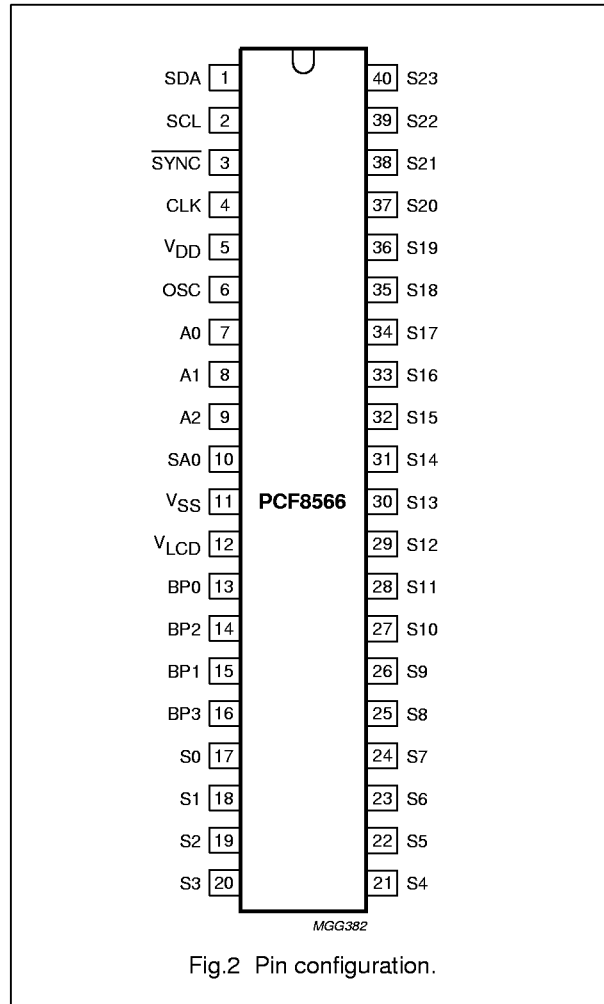 SDA 1 40 S23
SCL 2 39 S22
SYNC 3 38 S21
CLK 4 37 S20
VDD 5 36 S19
OSC 6 35 S18
A0 7 34 S17
A1 8 33 S16
A2 9 32 S15
SA0 10 31 S14
VSS 11 PCF8566 30 S13
VLCD 12 29 S12
BP0 13 28 S11
BP2 14 27 S10
BP1 15 26 S9
BP3 16 25 S8
S0 17 24 S7
S1 18 23 S6
S2 19 22 S5
S3 20 21 S4
MGG382
Fig.2 Pin configuration.